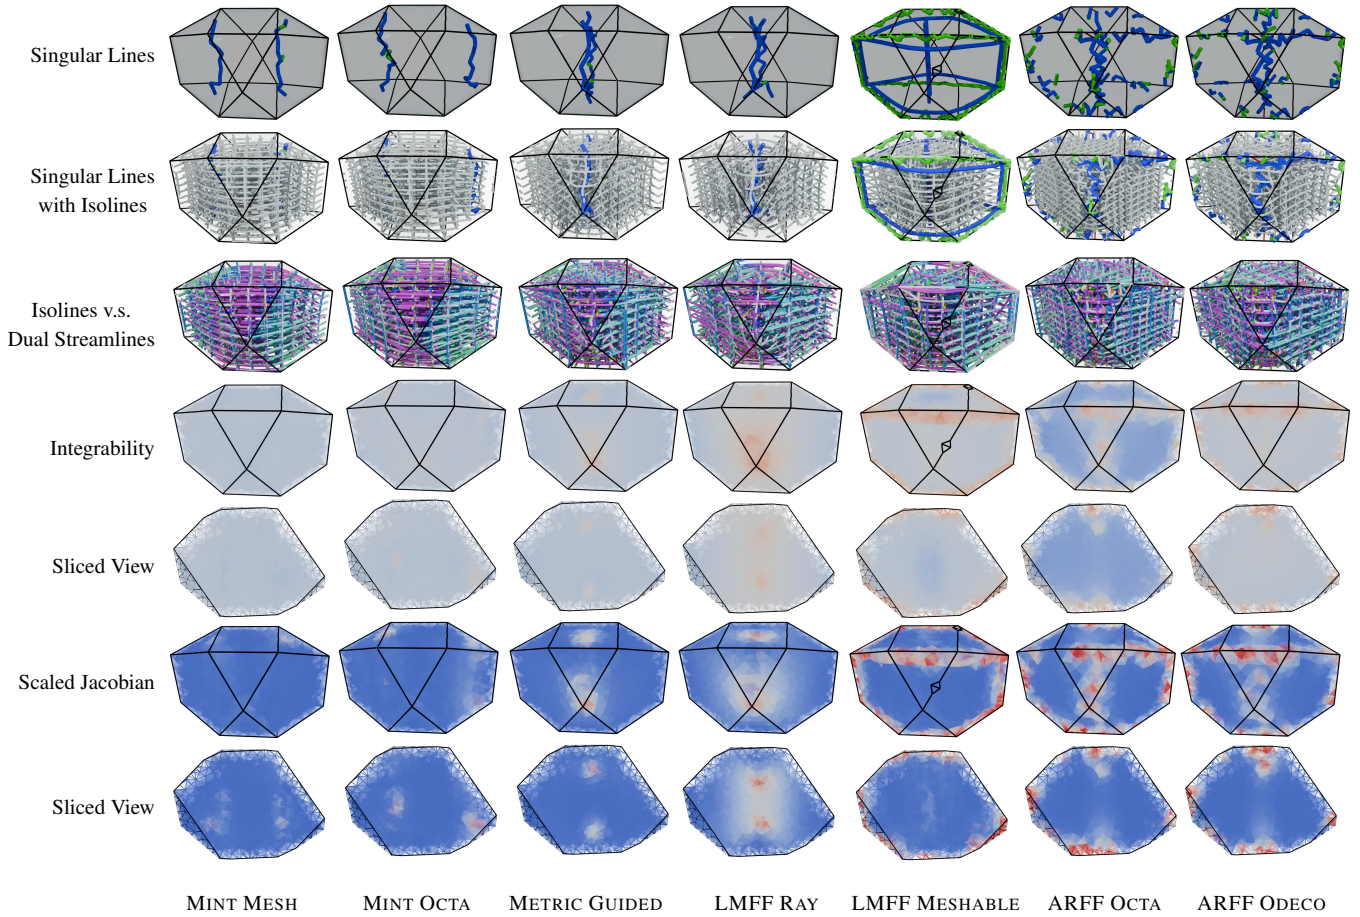 Singular Lines
Singular Lines
with Isolines
Isolines v.s.
Dual Streamlines
Integrability
Sliced View
Scaled Jacobian
Sliced View
MINT MESH MINT OCTA METRIC GUIDED LMFF RAY LMFF MESHABLE ARFF OCTA ARFF ODECO